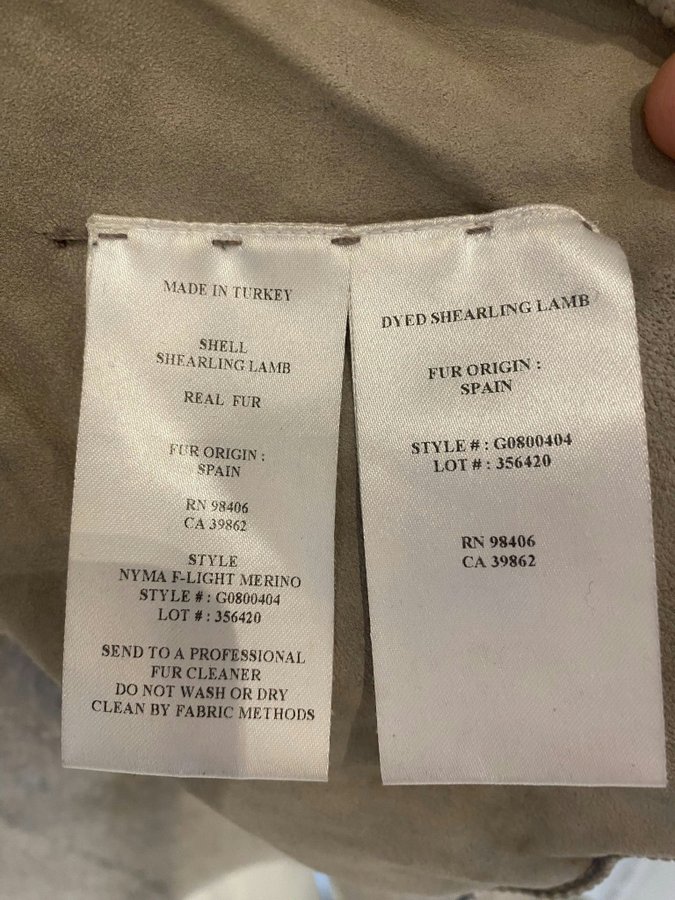 MADE IN TURKEY
SHELL
SHEARLING LAMB
REAL FUR
FUR ORIGIN :
SPAIN
RN 98406
CA 39862
STYLE
NYMA F-LIGHT MERINO
STYLE # : G0800404
LOT # : 356420
SEND TO A PROFESSIONAL
FUR CLEANER
DO NOT WASH OR DRY
CLEAN BY FABRIC METHODS
DYED SHEARLING LAMB
FUR ORIGIN :
SPAIN
STYLE # : G0800404
LOT # : 356420
RN 98406
CA 39862